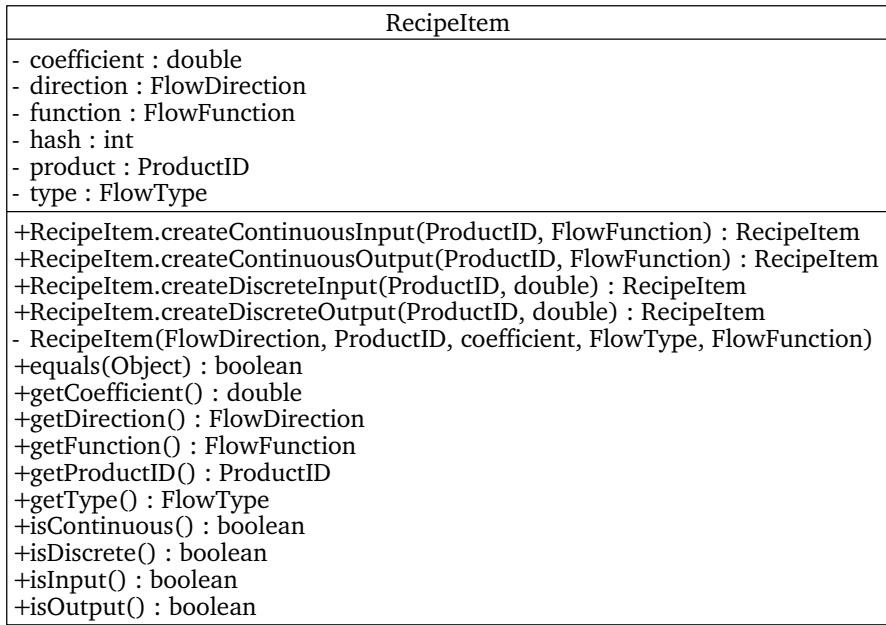 RecipeItem
- coefficient : double
- direction : FlowDirection
- function : FlowFunction
- hash : int
- product : ProductID
- type : FlowType
+RecipeItem.createContinuousInput(ProductID, FlowFunction) : RecipeItem
+RecipeItem.createContinuousOutput(ProductID, FlowFunction) : RecipeItem
+RecipeItem.createDiscreteInput(ProductID, double) : RecipeItem
+RecipeItem.createDiscreteOutput(ProductID, double) : RecipeItem
- RecipeItem(FlowDirection, ProductID, coefficient, FlowType, FlowFunction)
+equals(Object) : boolean
+getCoefficient() : double
+getDirection() : FlowDirection
+getFunction() : FlowFunction
+getProductID() : ProductID
+getType() : FlowType
+isContinuous() : boolean
+isDiscrete() : boolean
+isInput() : boolean
+isOutput() : boolean